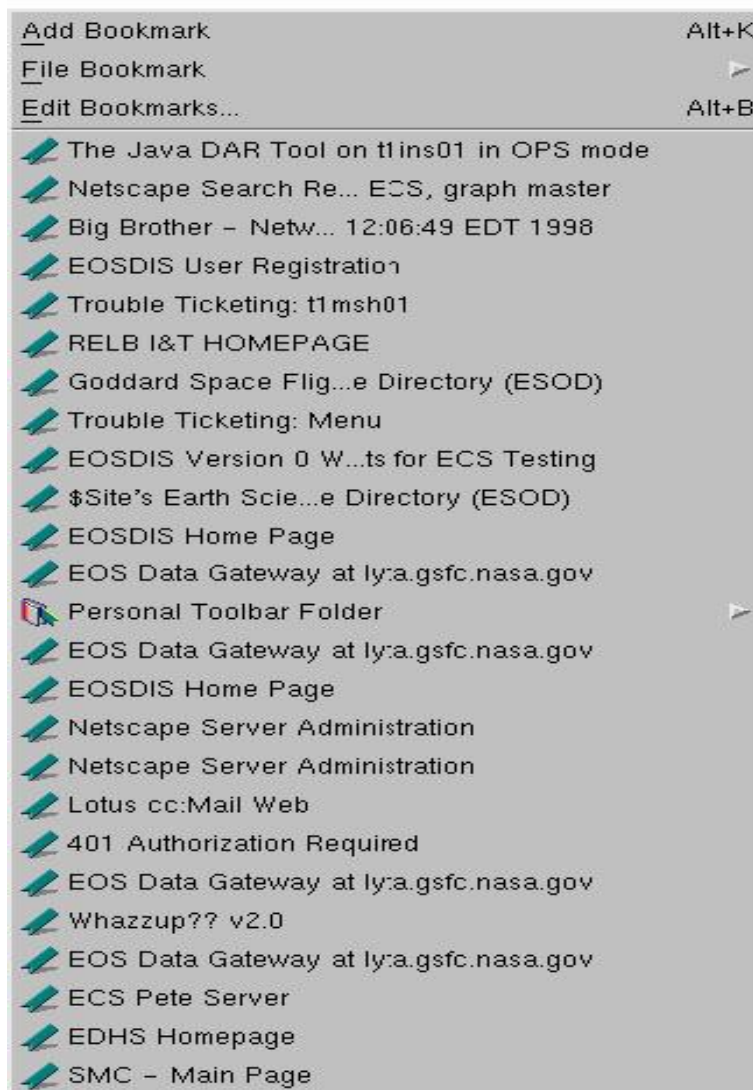 Add Bookmark Alt+K
File Bookmark
Edit Bookmarks... Alt+B
The Java DAR Tool on t1ins01 in OPS mode
Netscape Search Re... ECS, graph master
Big Brother – Netw... 12:06:49 EDT 1998
EOSDIS User Registration
Trouble Ticketing: t1msh01
RELB I&T HOMEPAGE
Goddard Space Flig...e Directory (ESOD)
Trouble Ticketing: Menu
EOSDIS Version 0 W...ts for ECS Testing
$Site's Earth Scie...e Directory (ESOD)
EOSDIS Home Page
EOS Data Gateway at lyta.gsfc.nasa.gov
Personal Toolbar Folder
EOS Data Gateway at lyta.gsfc.nasa.gov
EOSDIS Home Page
Netscape Server Administration
Netscape Server Administration
Lotus cc:Mail Web
401 Authorization Required
EOS Data Gateway at lyta.gsfc.nasa.gov
Whazzup?? v2.0
EOS Data Gateway at lyta.gsfc.nasa.gov
ECS Pete Server
EDHS Homepage
SMC – Main Page